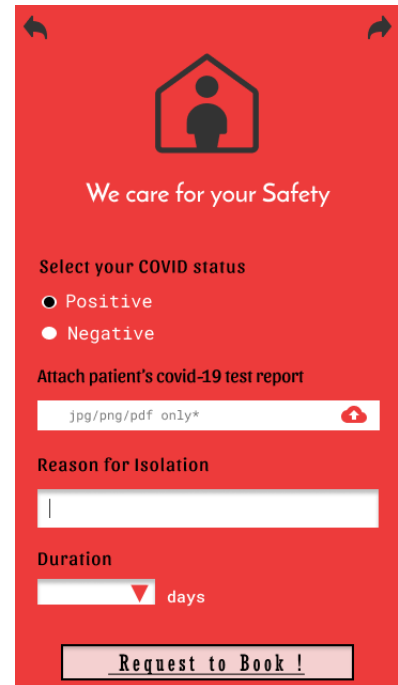 We care for your Safety
Select your COVID status
Positive
Negative
Attach patient's covid-19 test report
jpg/png/pdf only*
Reason for Isolation
Duration
days
Request to Book !